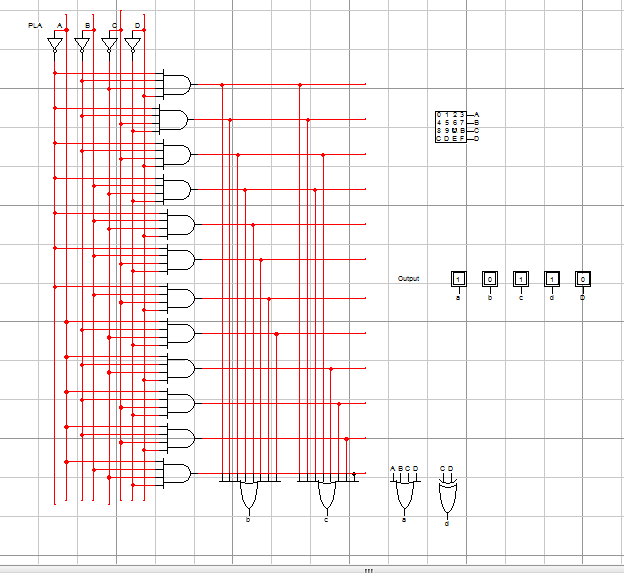 PLA A B C D
0 1 2 3 A
4 5 6 7 B
8 9 B C
C D E F D
Output 1 0 1 1 0
a b c d D
A B C D C D
b c a d